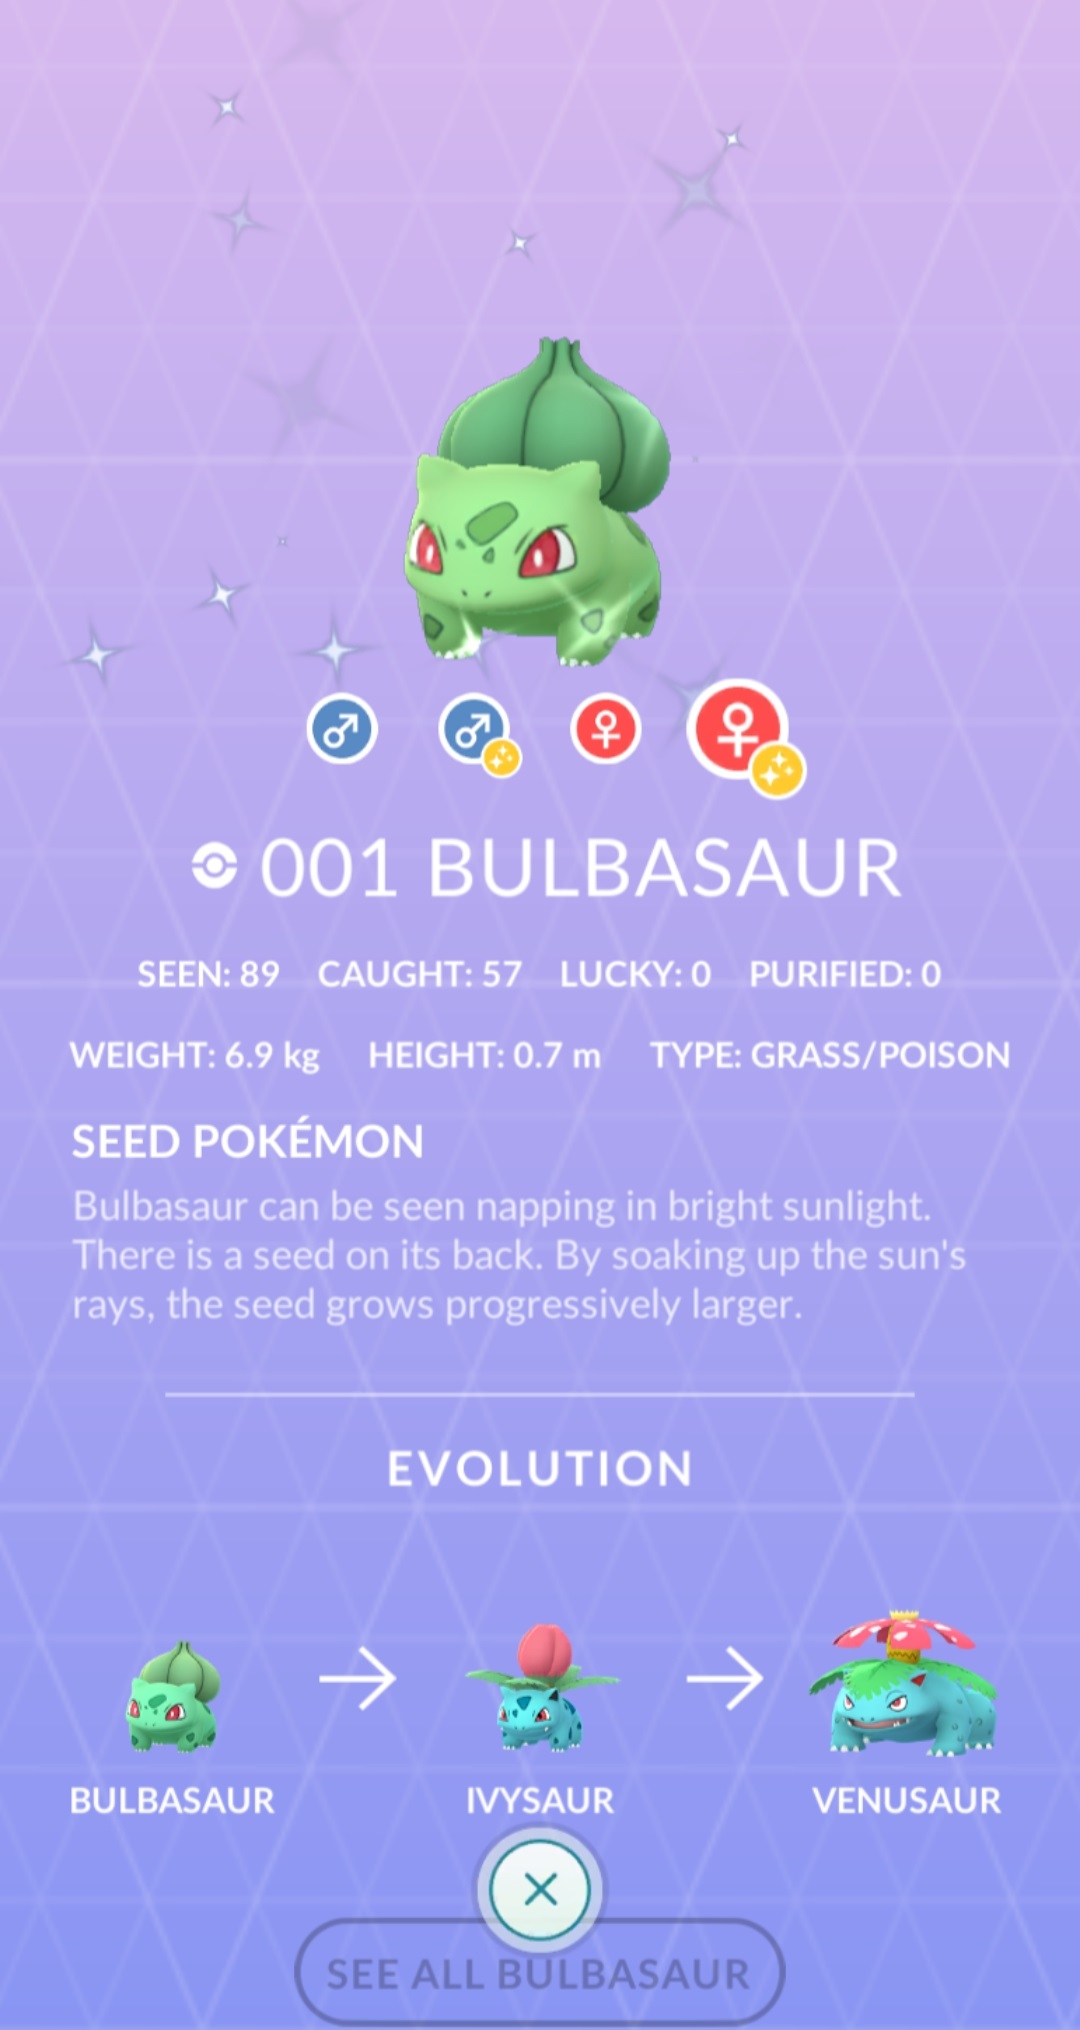 001 BULBASAUR
SEEN: 89 CAUGHT: 57 LUCKY: 0 PURIFIED: 0
WEIGHT: 6.9 kg HEIGHT: 0.7 m TYPE: GRASS/POISON
SEED POKÉMON
Bulbasaur can be seen napping in bright sunlight.
There is a seed on its back. By soaking up the sun's
rays, the seed grows progressively larger.
EVOLUTION
BULBASAUR IVYSAUR VENUSAUR
SEE ALL BULBASAUR